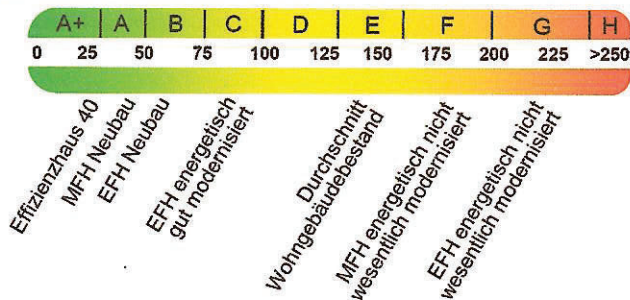 A+ A B C D E F G H
0 25 50 75 100 125 150 175 200 225 >250
Effizienzhaus 40
MFH Neubau
EFH Neubau
EFH energetisch
gut modernisiert
Durchschnitt
Wohngebäudebestand
MFH energetisch nicht
wesentlich modernisiert
EFH energetisch nicht
wesentlich modernisiert